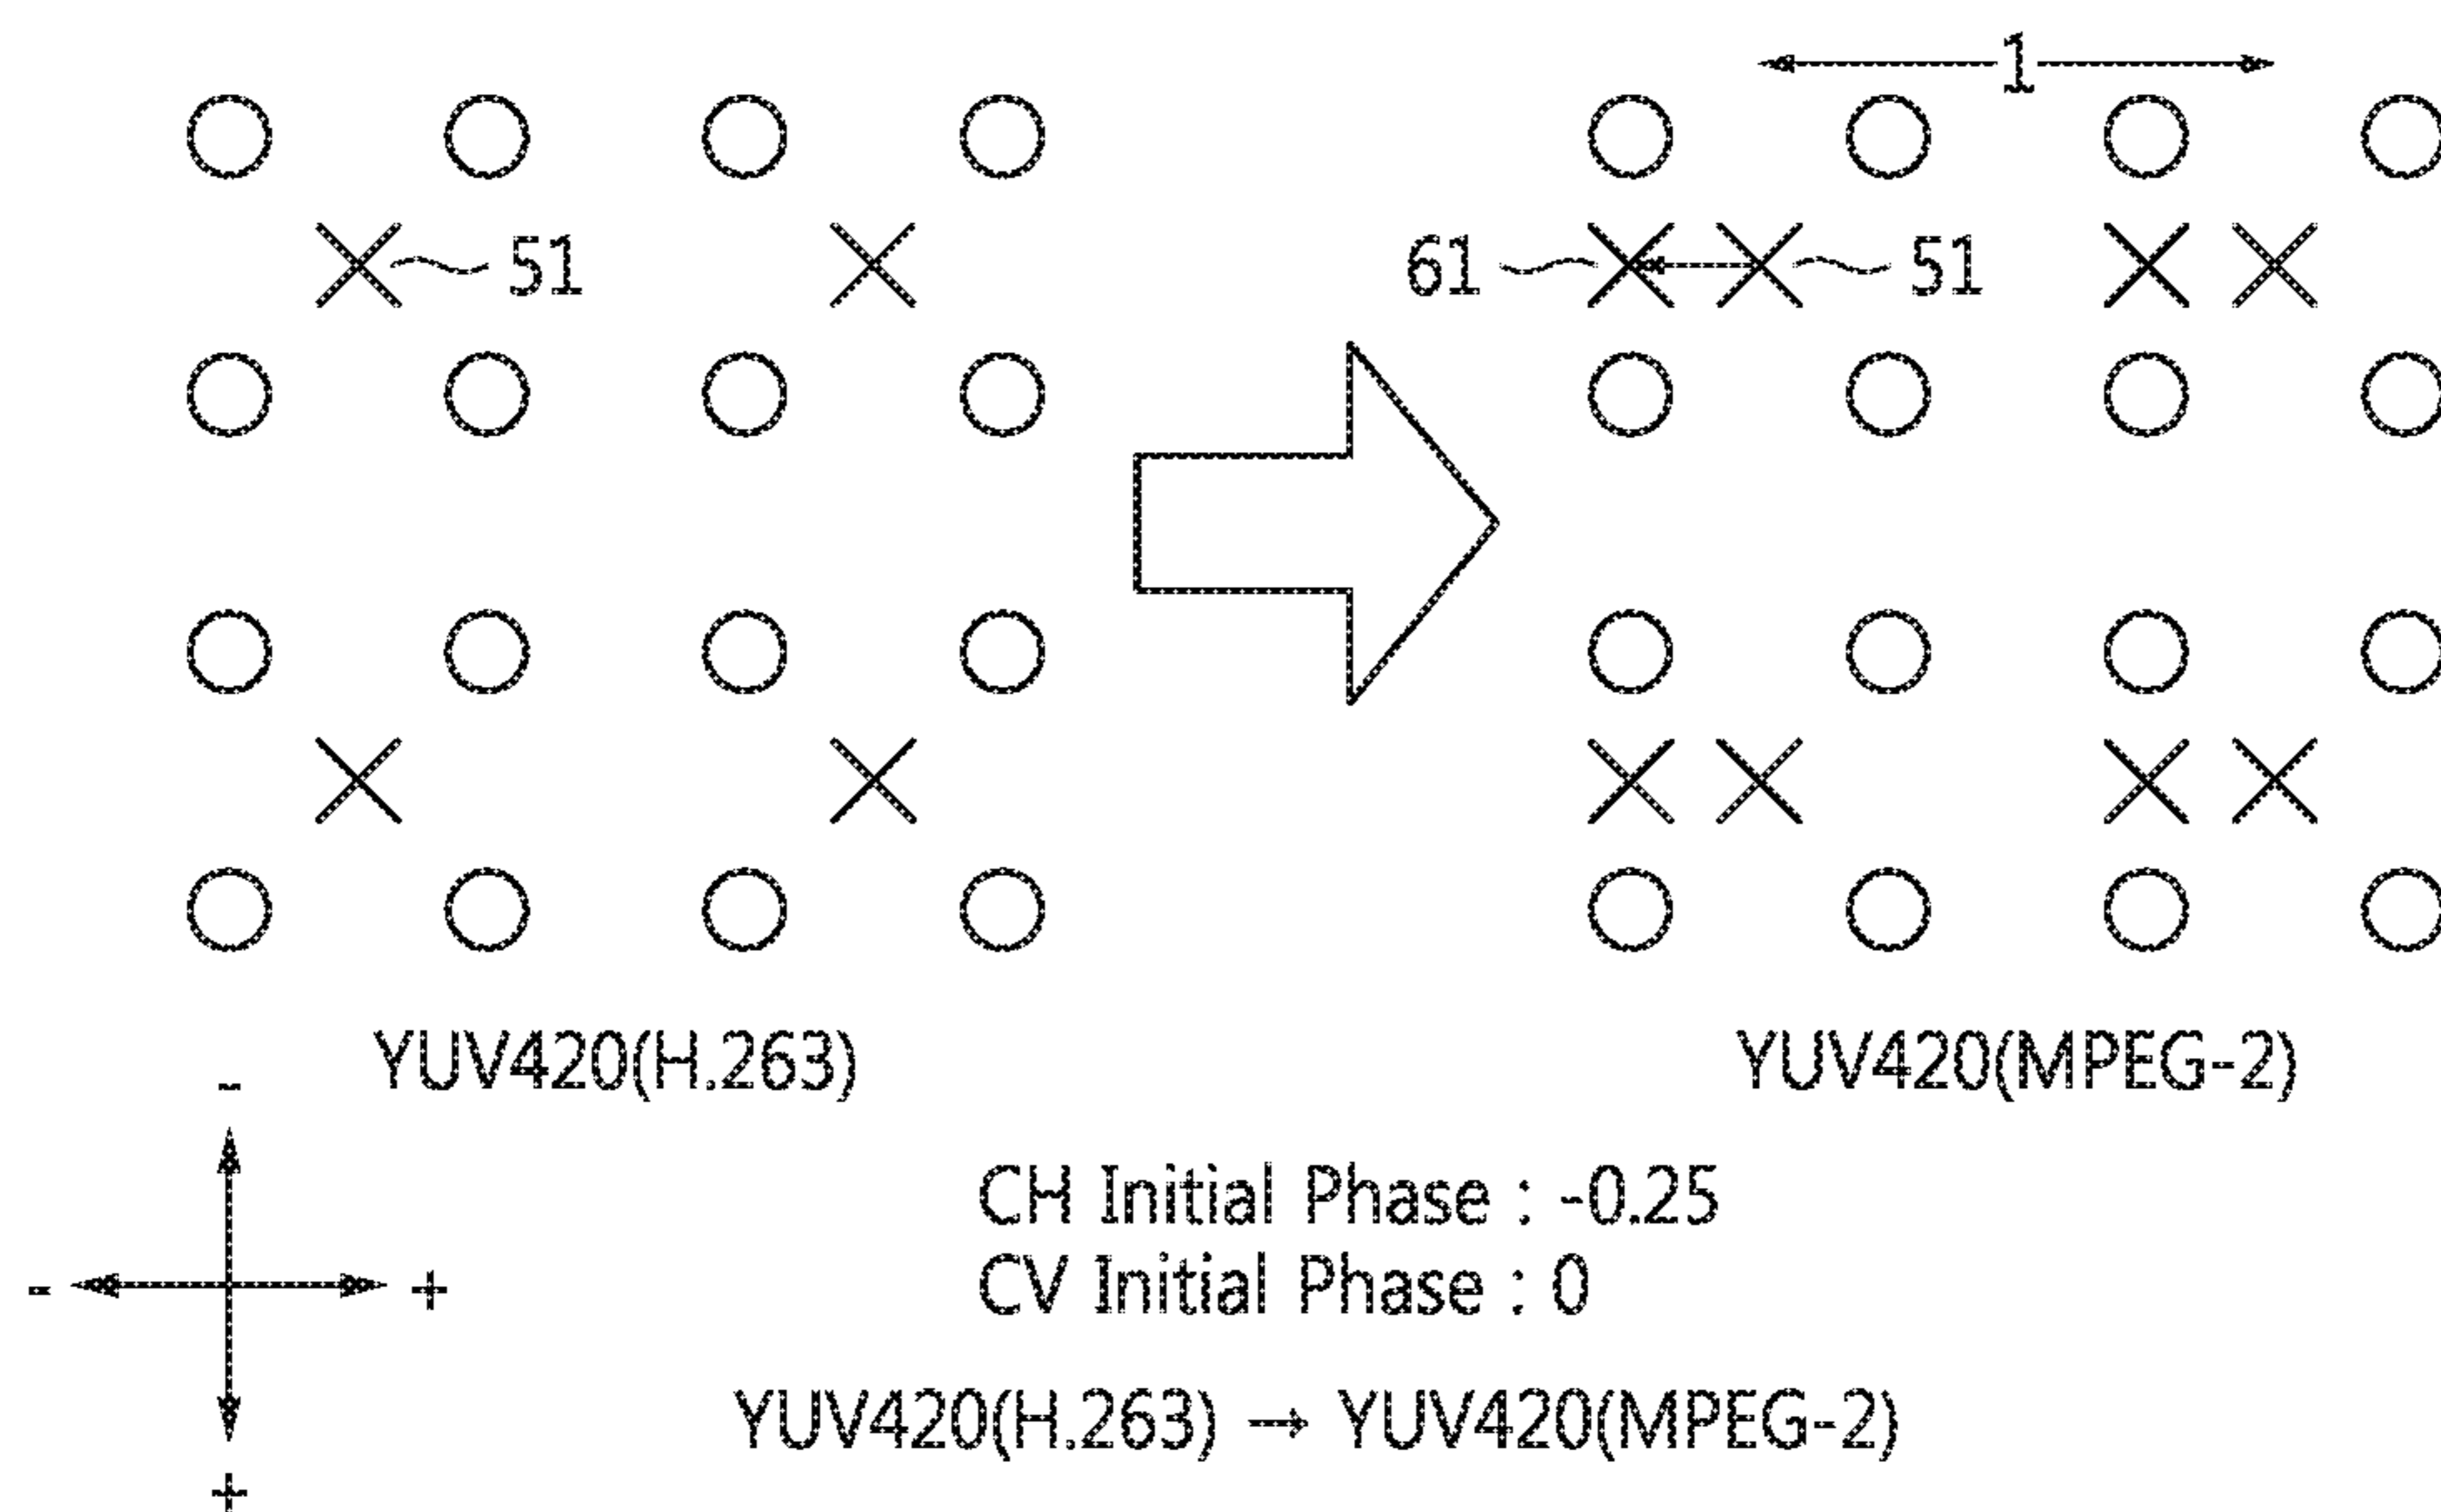 1
51
61 51
YUV420(H.263)
YUV420(MPEG-2)
-
- +
+
CH Initial Phase : -0.25
CV Initial Phase : 0
YUV420(H.263) → YUV420(MPEG-2)